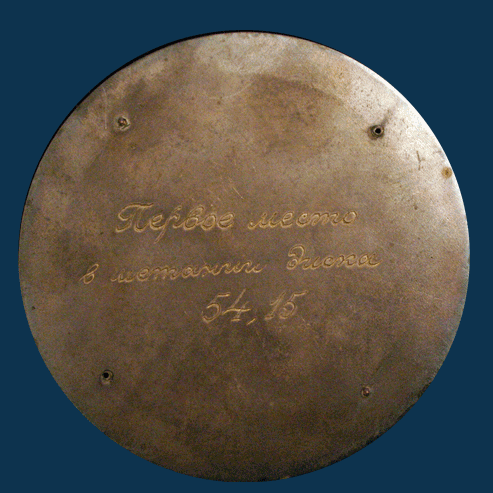 Первое место
в метании диска
54,15